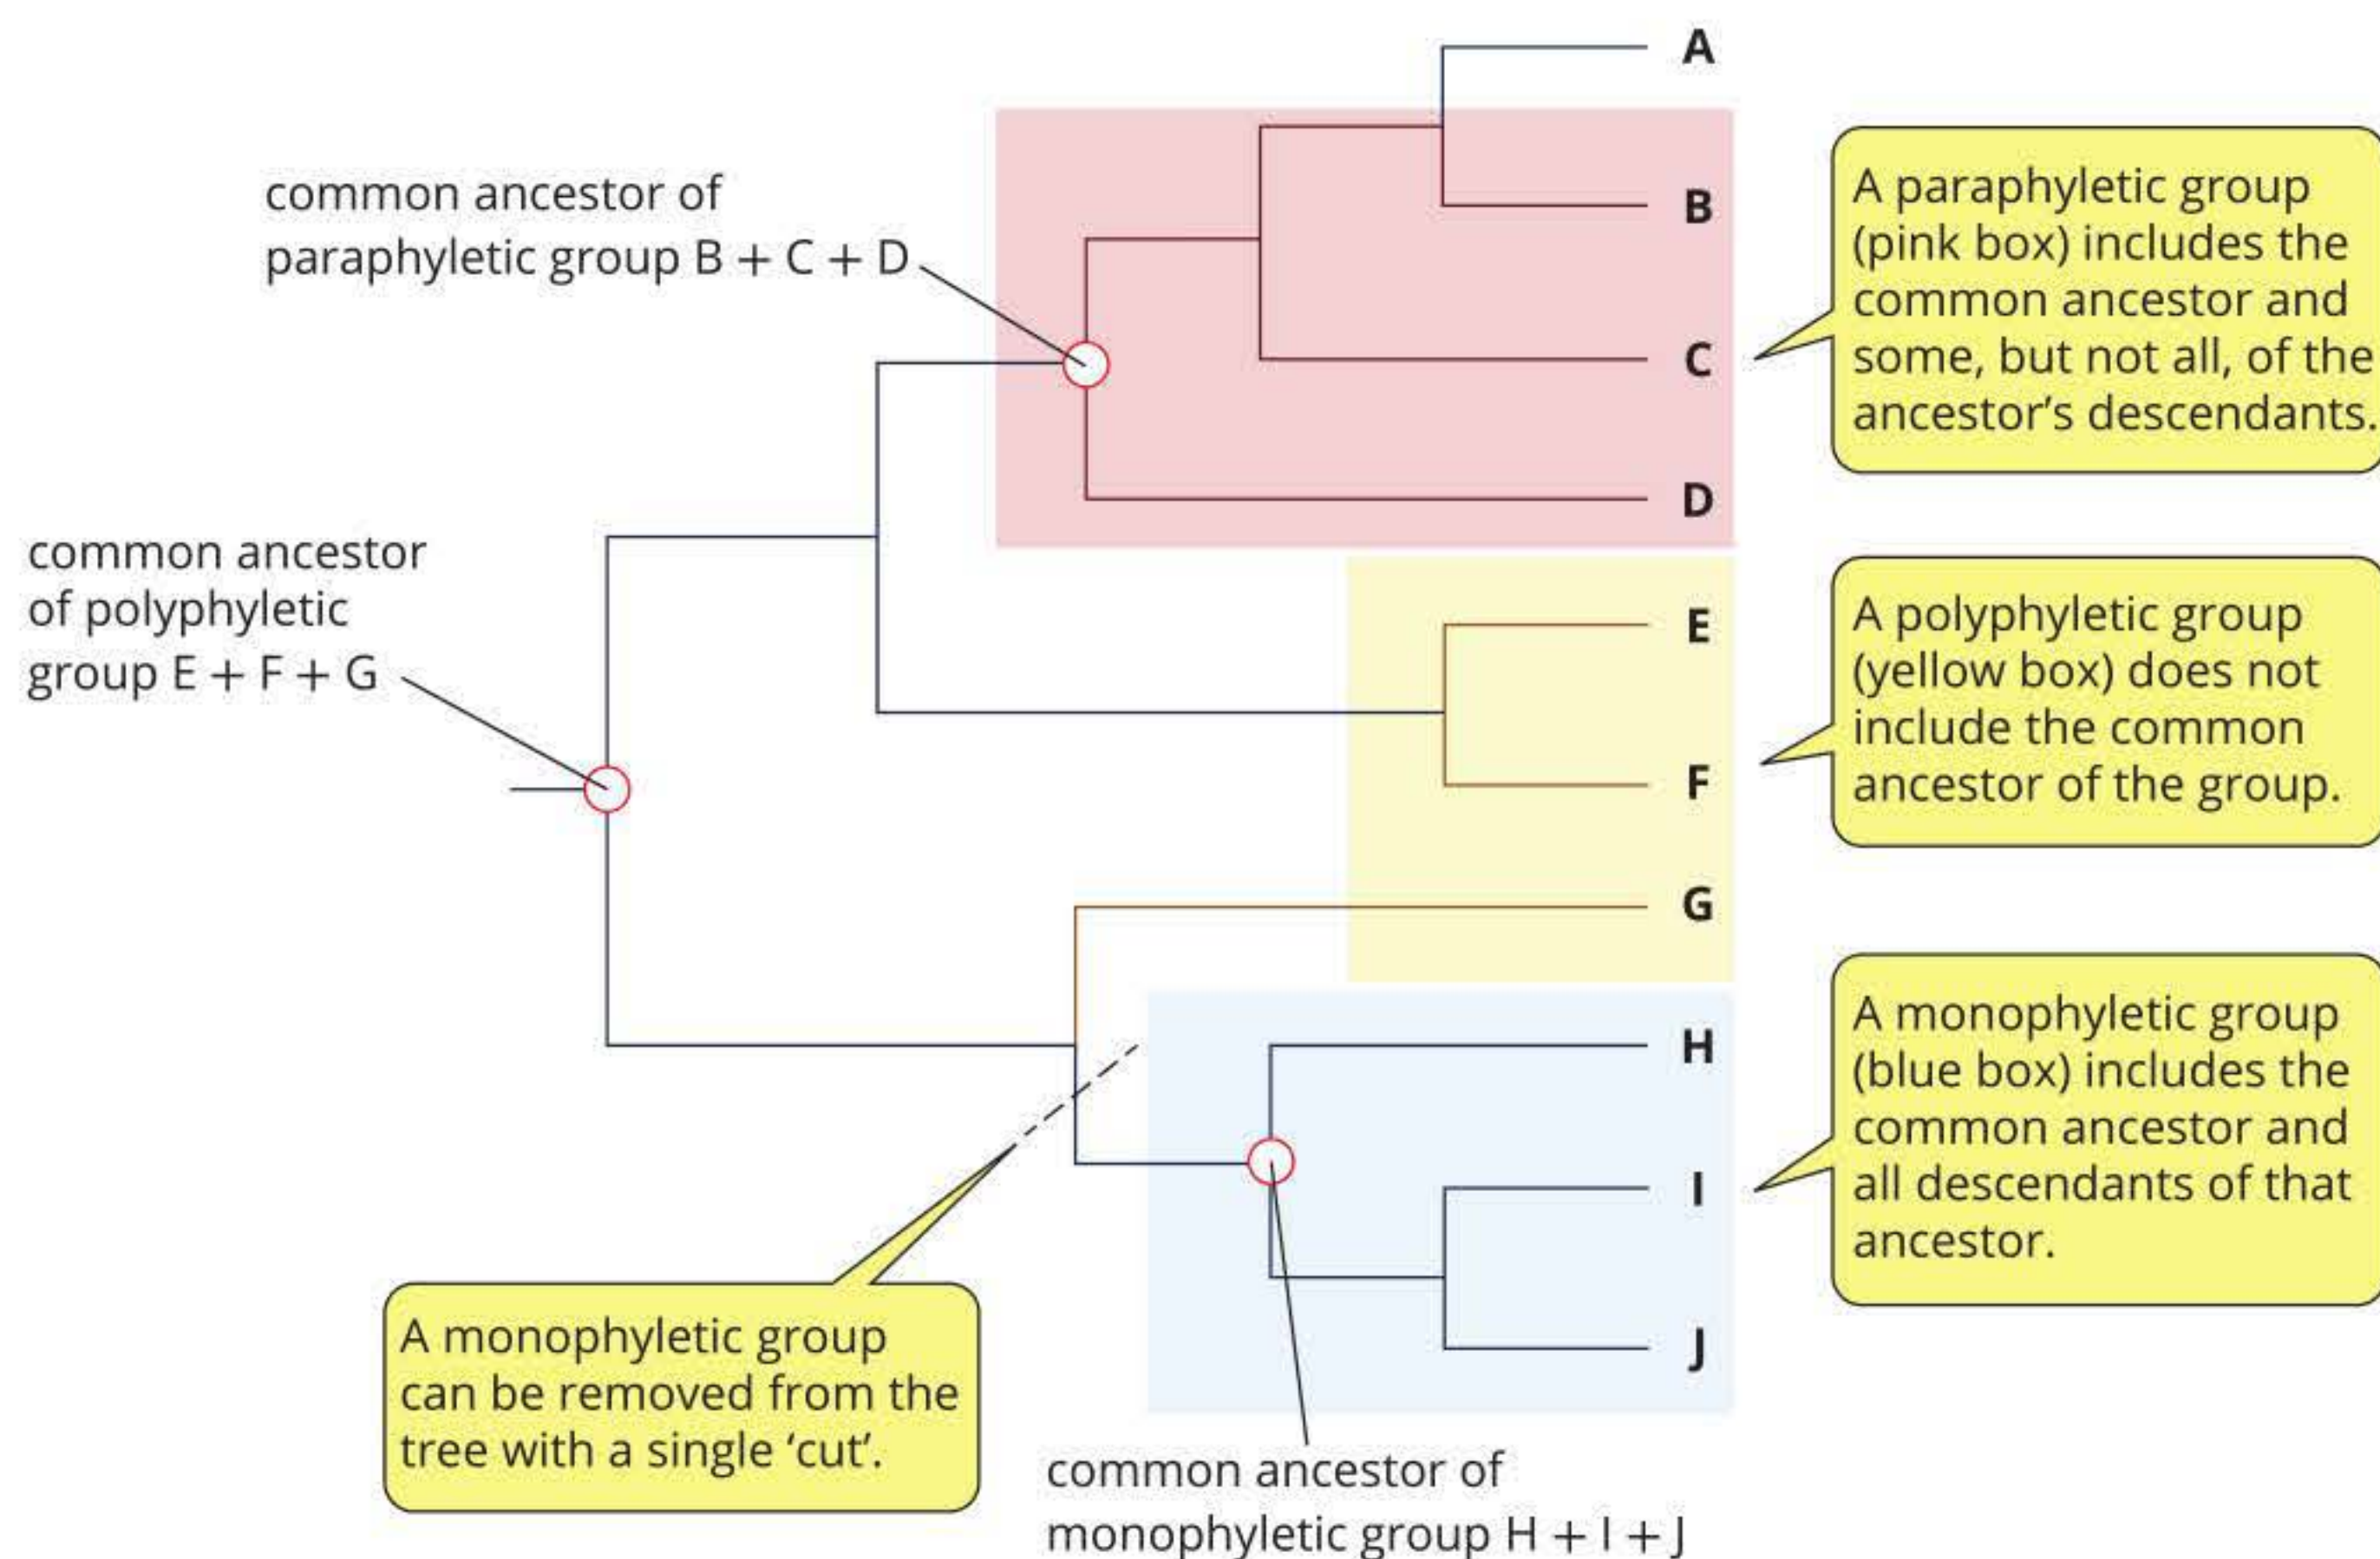 A
common ancestor of
paraphyletic group B + C + D
B
A paraphyletic group
(pink box) includes the
common ancestor and
some, but not all, of the
ancestor’s descendants.
C
D
common ancestor
of polyphyletic
group E + F + G
E
A polyphyletic group
(yellow box) does not
include the common
ancestor of the group.
F
G
H
A monophyletic group
(blue box) includes the
common ancestor and
all descendants of that
ancestor.
I
J
A monophyletic group
can be removed from the
tree with a single ‘cut’.
common ancestor of
monophyletic group H + I + J